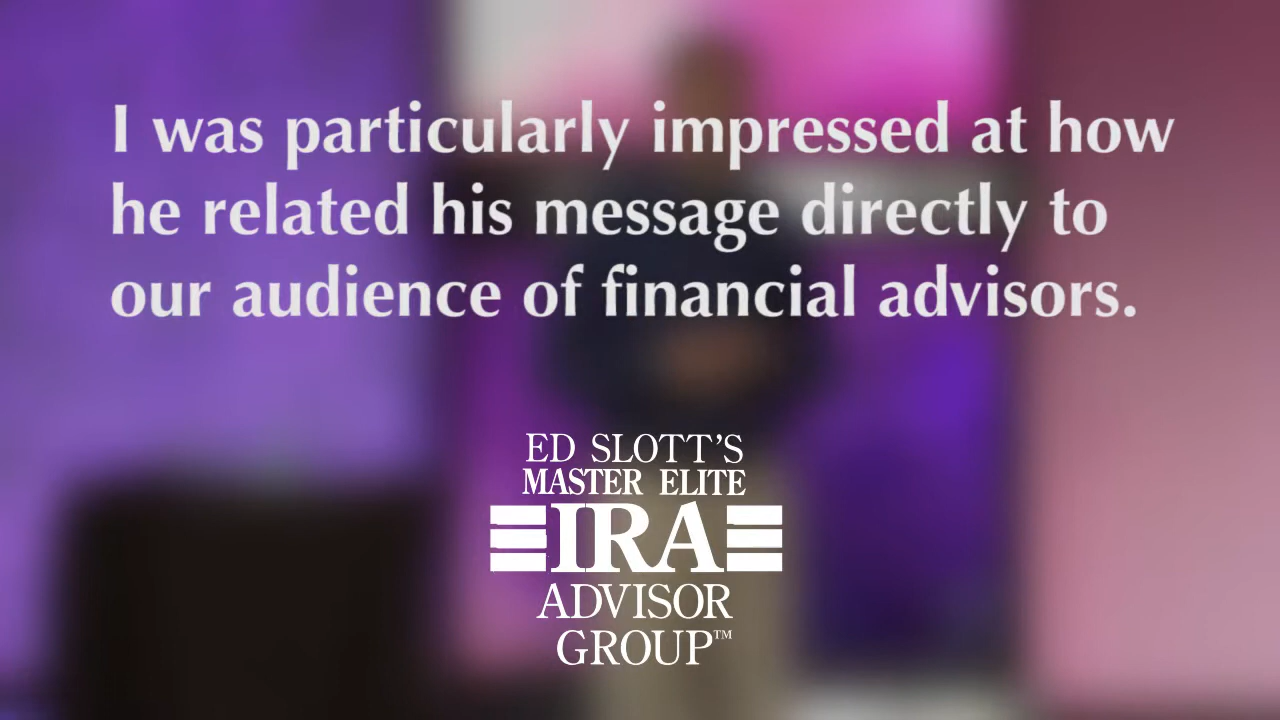 I was particularly impressed at how
he related his message directly to
our audience of financial advisors.
ED SLOTT'S
MASTER ELITE
IRA
ADVISOR
GROUP™